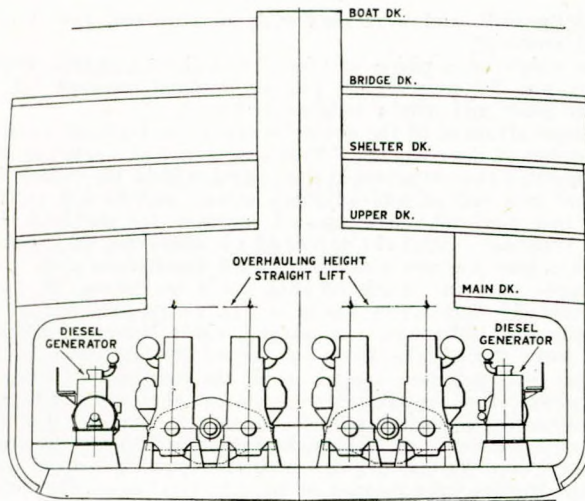 BOAT DK.
BRIDGE DK.
SHELTER DK.
UPPER DK.
OVERHAULING HEIGHT
STRAIGHT LIFT
MAIN DK.
DIESEL
GENERATOR
DIESEL
GENERATOR